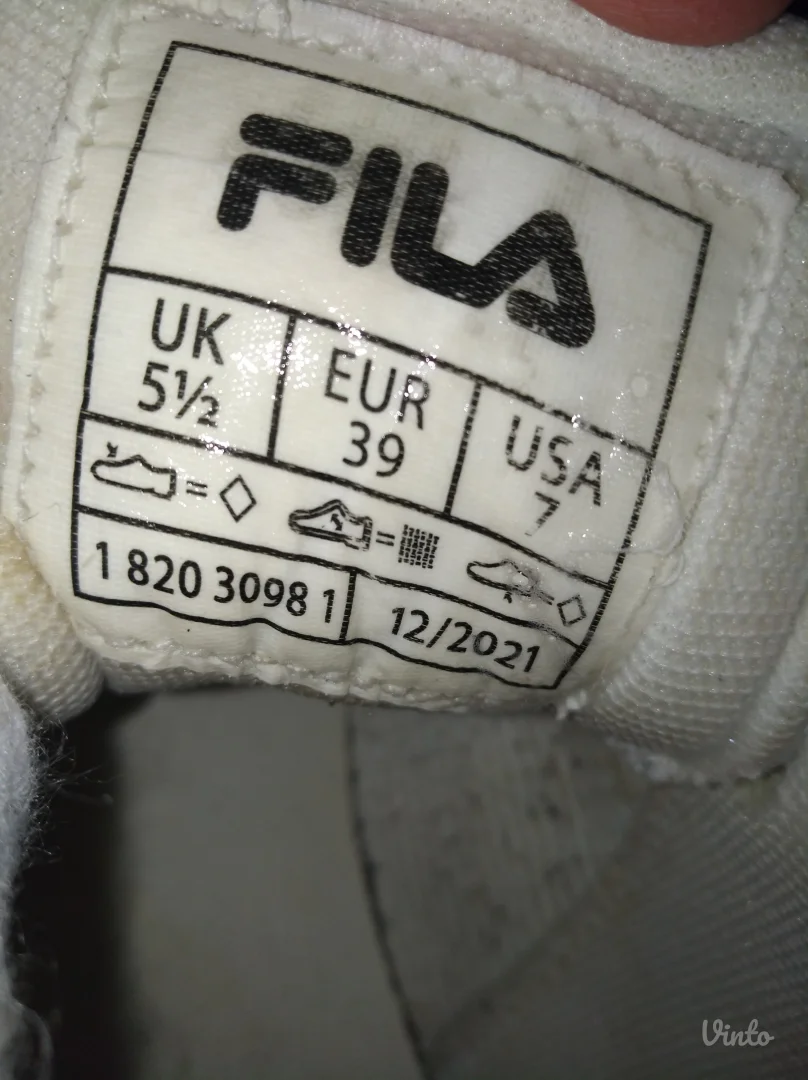 FILA
UK EUR USA
5½ 39 7
= = =
1 820 3098 1 12/2021
Vinto